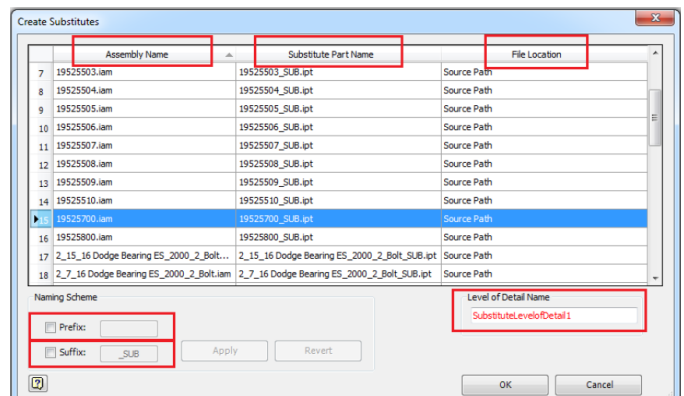 Create Substitutes
Assembly Name Substitute Part Name File Location
7 19525503.iam 19525503_SUB.ipt Source Path
8 19525504.iam 19525504_SUB.ipt Source Path
9 19525505.iam 19525505_SUB.ipt Source Path
10 19525506.iam 19525506_SUB.ipt Source Path
11 19525507.iam 19525507_SUB.ipt Source Path
12 19525508.iam 19525508_SUB.ipt Source Path
13 19525509.iam 19525509_SUB.ipt Source Path
14 19525510.iam 19525510_SUB.ipt Source Path
15 19525700.iam 19525700_SUB.ipt Source Path
16 19525800.iam 19525800_SUB.ipt Source Path
17 2_15_16 Dodge Bearing ES_2000_2_Bolt... 2_15_16 Dodge Bearing ES_2000_2_Bolt_SUB.ipt Source Path
18 2_7_16 Dodge Bearing ES_2000_2_Bolt.iam 2_7_16 Dodge Bearing ES_2000_2_Bolt_SUB.ipt Source Path
Naming Scheme
Level of Detail Name
SubstituteLevelofDetail1
Prefix:
Suffix: _SUB Apply Revert
? OK Cancel